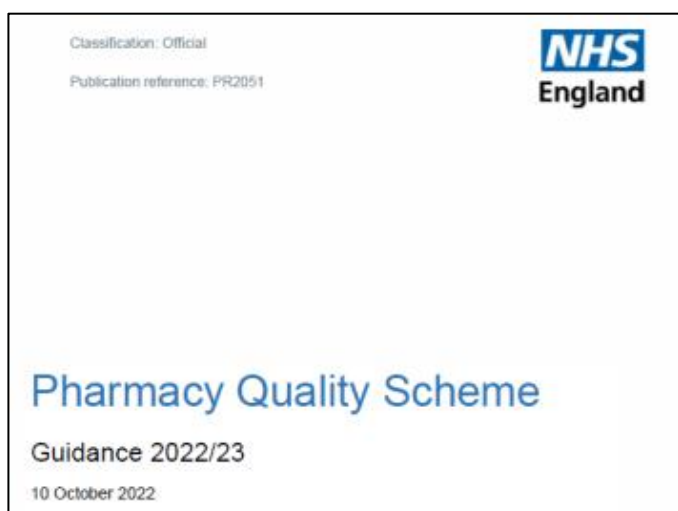 Classification: Official
Publication reference: PR2051
NHS
England
Pharmacy Quality Scheme
Guidance 2022/23
10 October 2022